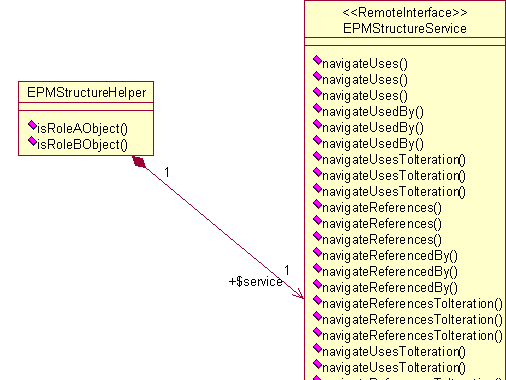 <<RemoteInterface>>
EPMStructureService
navigateUses()
navigateUses()
navigateUses()
navigateUsedBy()
navigateUsedBy()
navigateUsedBy()
navigateUsesToIteration()
navigateUsesToIteration()
navigateUsesToIteration()
navigateReferences()
navigateReferences()
navigateReferences()
navigateReferencedBy()
navigateReferencedBy()
navigateReferencedBy()
navigateReferencesToIteration()
navigateReferencesToIteration()
navigateReferencesToIteration()
navigateUsesToIteration()
navigateUsesToIteration()
EPMStructureHelper
isRoleAObject()
isRoleBObject()
1
1
+$service